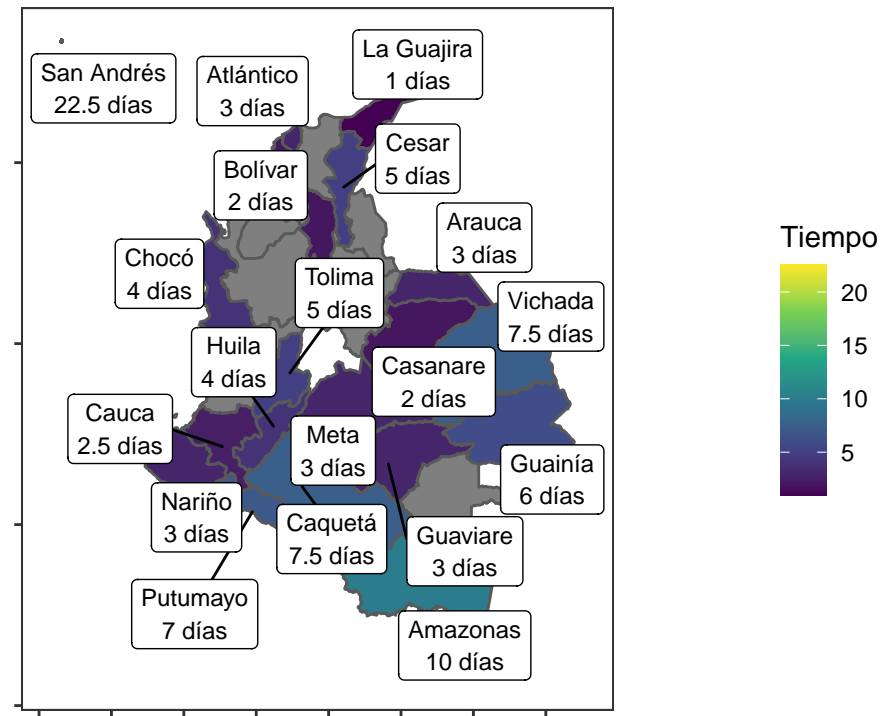 La Guajira
1 días
San Andrés
22.5 días
Atlántico
3 días
Cesar
5 días
Bolívar
2 días
Arauca
3 días
Chocó
4 días
Tolima
5 días
Vichada
7.5 días
Huila
4 días
Casanare
2 días
Cauca
2.5 días
Meta
3 días
Guainía
6 días
Nariño
3 días
Caquetá
7.5 días
Guaviare
3 días
Putumayo
7 días
Amazonas
10 días
Tiempo
20
15
10
5